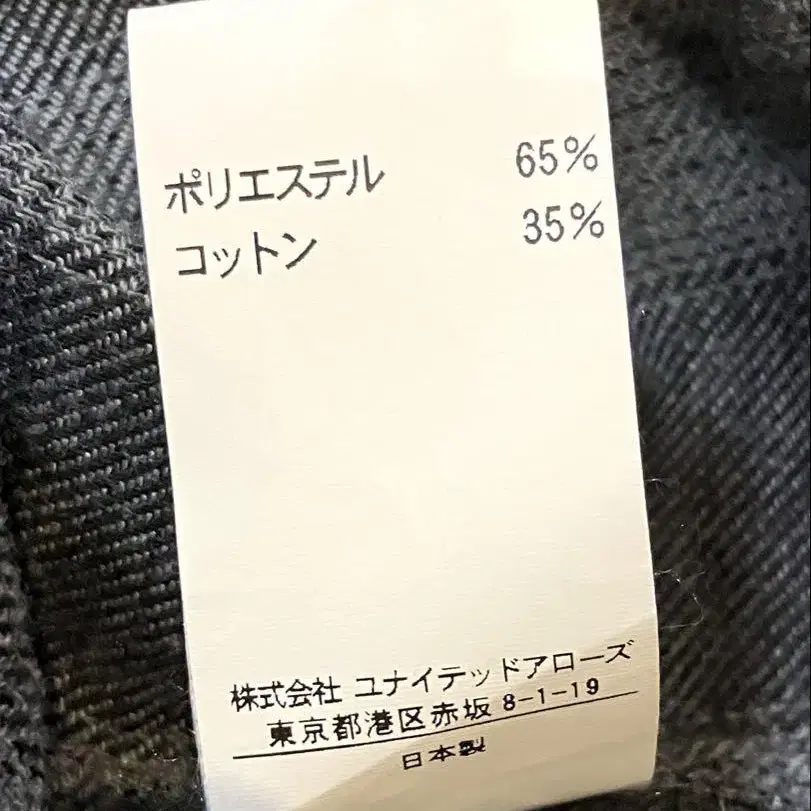 ポリエステル 65%
コットン 35%
株式会社 ユナイテッドアローズ
東京都港区赤坂 8-1-19
日本製